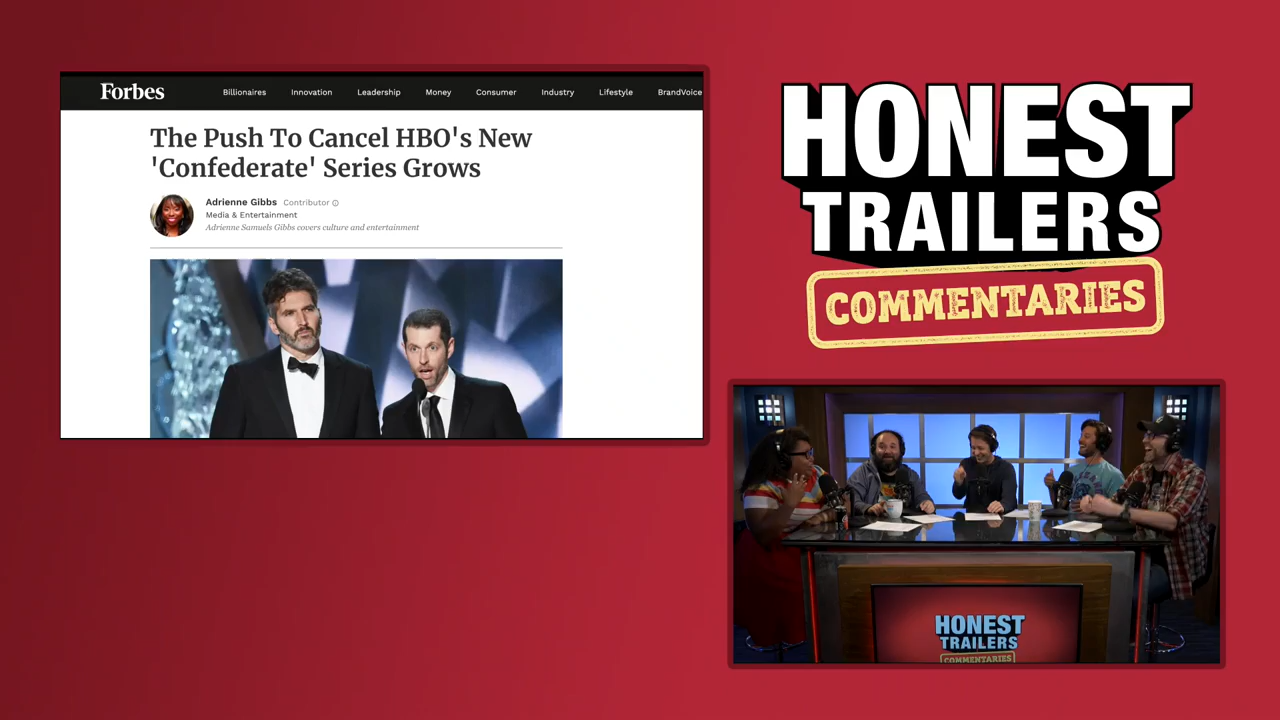 Forbes
Billionaires Innovation Leadership Money Consumer Industry Lifestyle BrandVoice
The Push To Cancel HBO's New
'Confederate' Series Grows
Adrienne Gibbs Contributor
Media & Entertainment
Adrienne Samuels Gibbs covers culture and entertainment
HONEST
TRAILERS
COMMENTARIES
HONEST
TRAILERS
COMMENTARIES